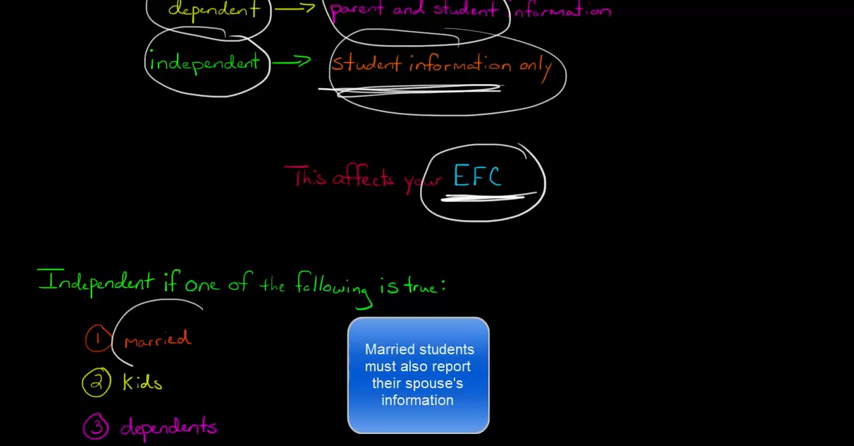 dependent → parent and student information
independent → student information only
This affects your EFC
Independent if one of the following is true:
① married
② kids
③ dependents
Married students
must also report
their spouse's
information